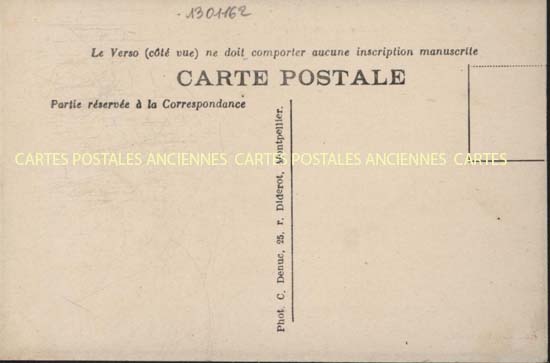 1301162
Le Verso (côté vue) ne doit comporter aucune inscription manuscrite
CARTE POSTALE
Partie réservée à la Correspondance
CARTES POSTALES ANCIENNES CARTES POSTALES ANCIENNES CARTES
Phot. C. Denuc, 25, r. Diderot, Montpellier.